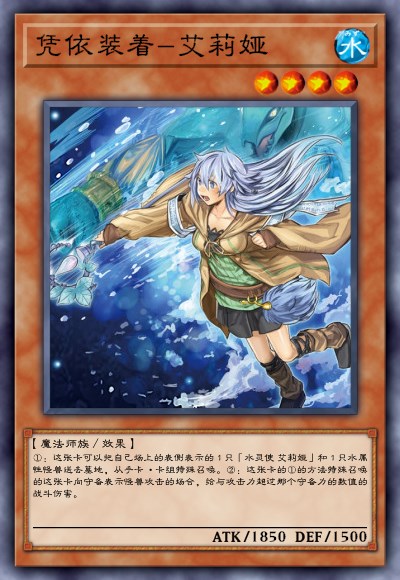 凭依装着-艾莉娅
水
【魔法师族/效果】
①：这张卡可以把自己场上的表侧表示的1只「水灵使 艾莉娅」和1只水属
性怪兽送去墓地，从手卡·卡组特殊召唤。②：这张卡的①的方法特殊召唤
的这张卡向守备表示怪兽攻击的场合，给与攻击力超过那个守备力的数值的
战斗伤害。
ATK/1850 DEF/1500